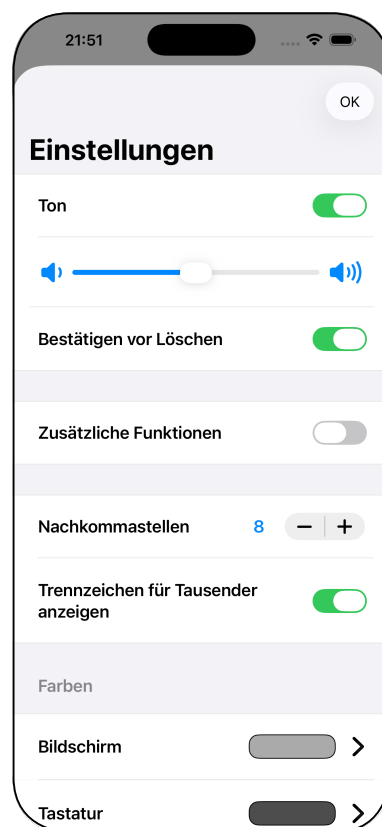 21:51
OK
Einstellungen
Ton
Bestätigen vor Löschen
Zusätzliche Funktionen
Nachkommastellen 8 − +
Trennzeichen für Tausender
anzeigen
Farben
Bildschirm
Tastatur